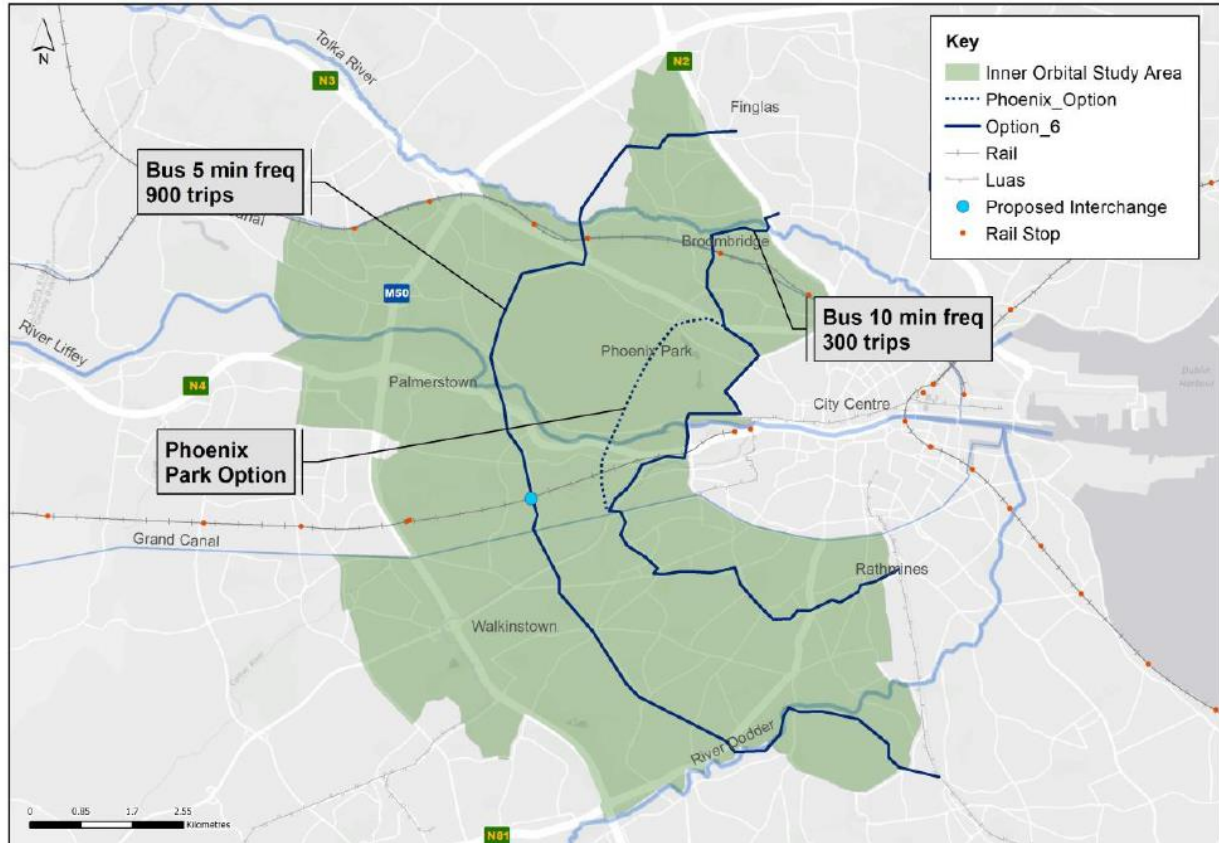 N
Tolka River
N3
N2
Finglas
Key
Inner Orbital Study Area
Phoenix_Option
Option_6
Rail
Luas
Proposed Interchange
Rail Stop
Bus 5 min freq
900 trips
Broombridge
M50
River Liffey
Bus 10 min freq
300 trips
Phoenix Park
N4
Palmerstown
City Centre
Dublin
Harbour
Phoenix
Park Option
Grand Canal
Rathmines
Walkinstown
River Dodder
0 0.85 1.7 2.55
Kilometres
N81